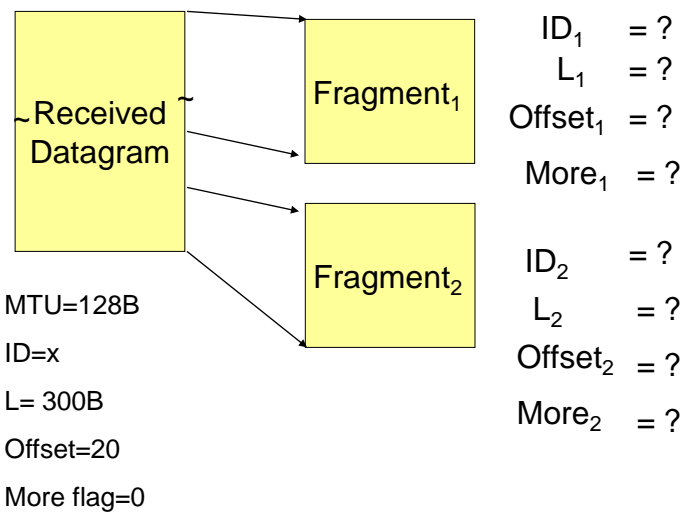 ~Received ~
Datagram
Fragment₁
Fragment₂
MTU=128B
ID=x
L= 300B
Offset=20
More flag=0
ID₁ = ?
L₁ = ?
Offset₁ = ?
More₁ = ?
ID₂ = ?
L₂ = ?
Offset₂ = ?
More₂ = ?